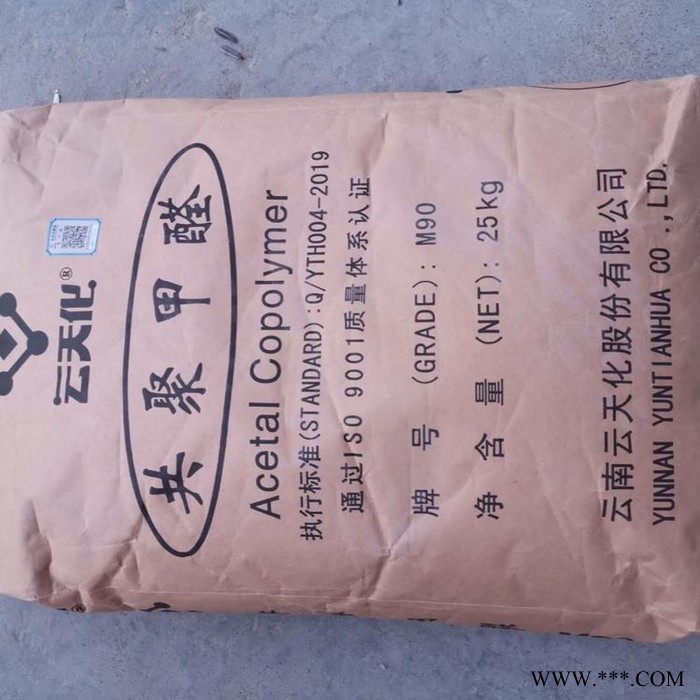 云天化®
共聚甲醛
Acetal Copolymer
执行标准(STANDARD):Q/YTH004-2019
通过ISO 9001质量体系认证
牌 号 (GRADE): M90
净 含 量 (NET): 25kg
云南云天化股份有限公司
YUNNAN YUNTIANHUA CO .,LTD.
www.***.COM